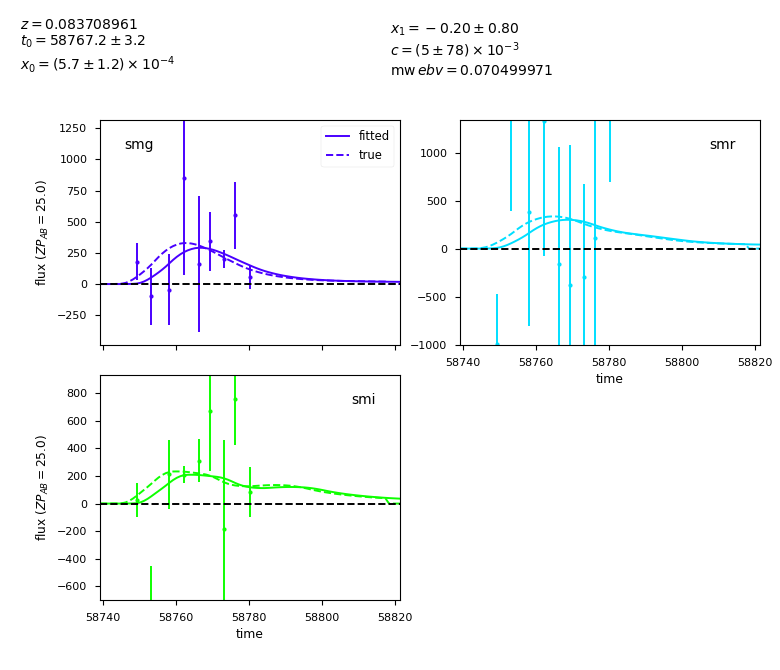 z = 0.083708961
t₀ = 58767.2 ± 3.2
x₀ = (5.7 ± 1.2) × 10⁻⁴
x₁ = −0.20 ± 0.80
c = (5 ± 78) × 10⁻³
mw ebv = 0.070499971
smg
fitted
true
1250
1000
750
500
250
0
−250
flux (ZP_AB = 25.0)
smr
1000
500
0
−500
−1000
58740 58760 58780 58800 58820
time
smi
800
600
400
200
0
−200
−400
−600
flux (ZP_AB = 25.0)
58740 58760 58780 58800 58820
time